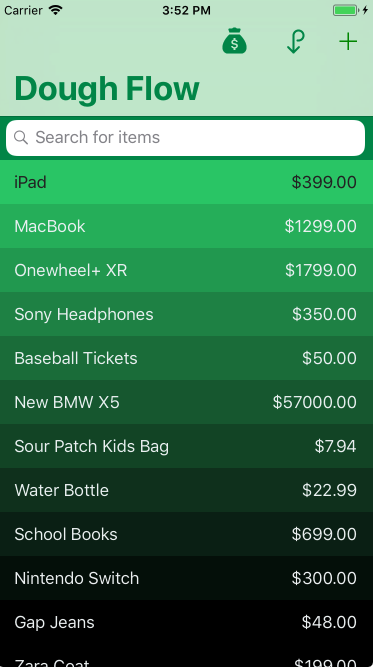 Carrier 3:52 PM
$
Dough Flow
Search for items
iPad $399.00
MacBook $1299.00
Onewheel+ XR $1799.00
Sony Headphones $350.00
Baseball Tickets $50.00
New BMW X5 $57000.00
Sour Patch Kids Bag $7.94
Water Bottle $22.99
School Books $699.00
Nintendo Switch $300.00
Gap Jeans $48.00
Zara Coat $199.00